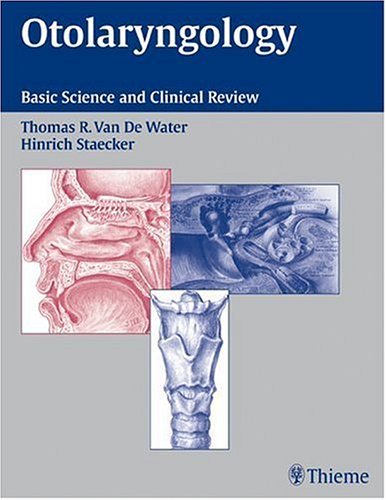 Otolaryngology
Basic Science and Clinical Review
Thomas R. Van De Water
Hinrich Staecker
Thieme